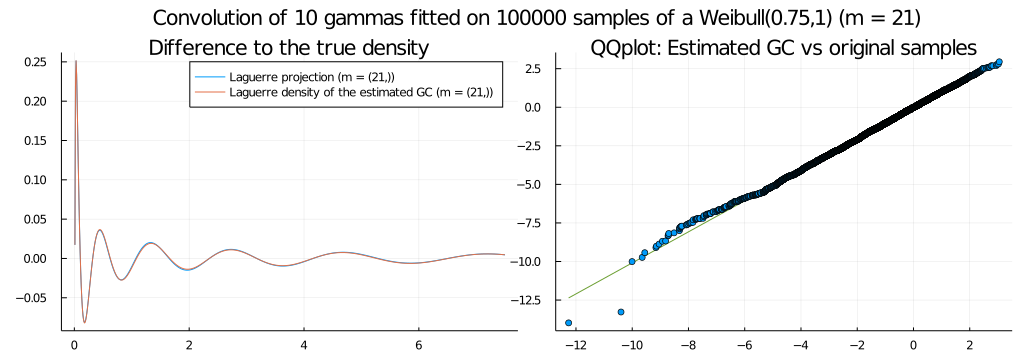 Convolution of 10 gammas fitted on 100000 samples of a Weibull(0.75,1) (m = 21)
Difference to the true density
Laguerre projection (m = (21,))
Laguerre density of the estimated GC (m = (21,))
0.25
0.20
0.15
0.10
0.05
0.00
−0.05
0 2 4 6
QQplot: Estimated GC vs original samples
2.5
0.0
−2.5
−5.0
−7.5
−10.0
−12.5
−12 −10 −8 −6 −4 −2 0 2